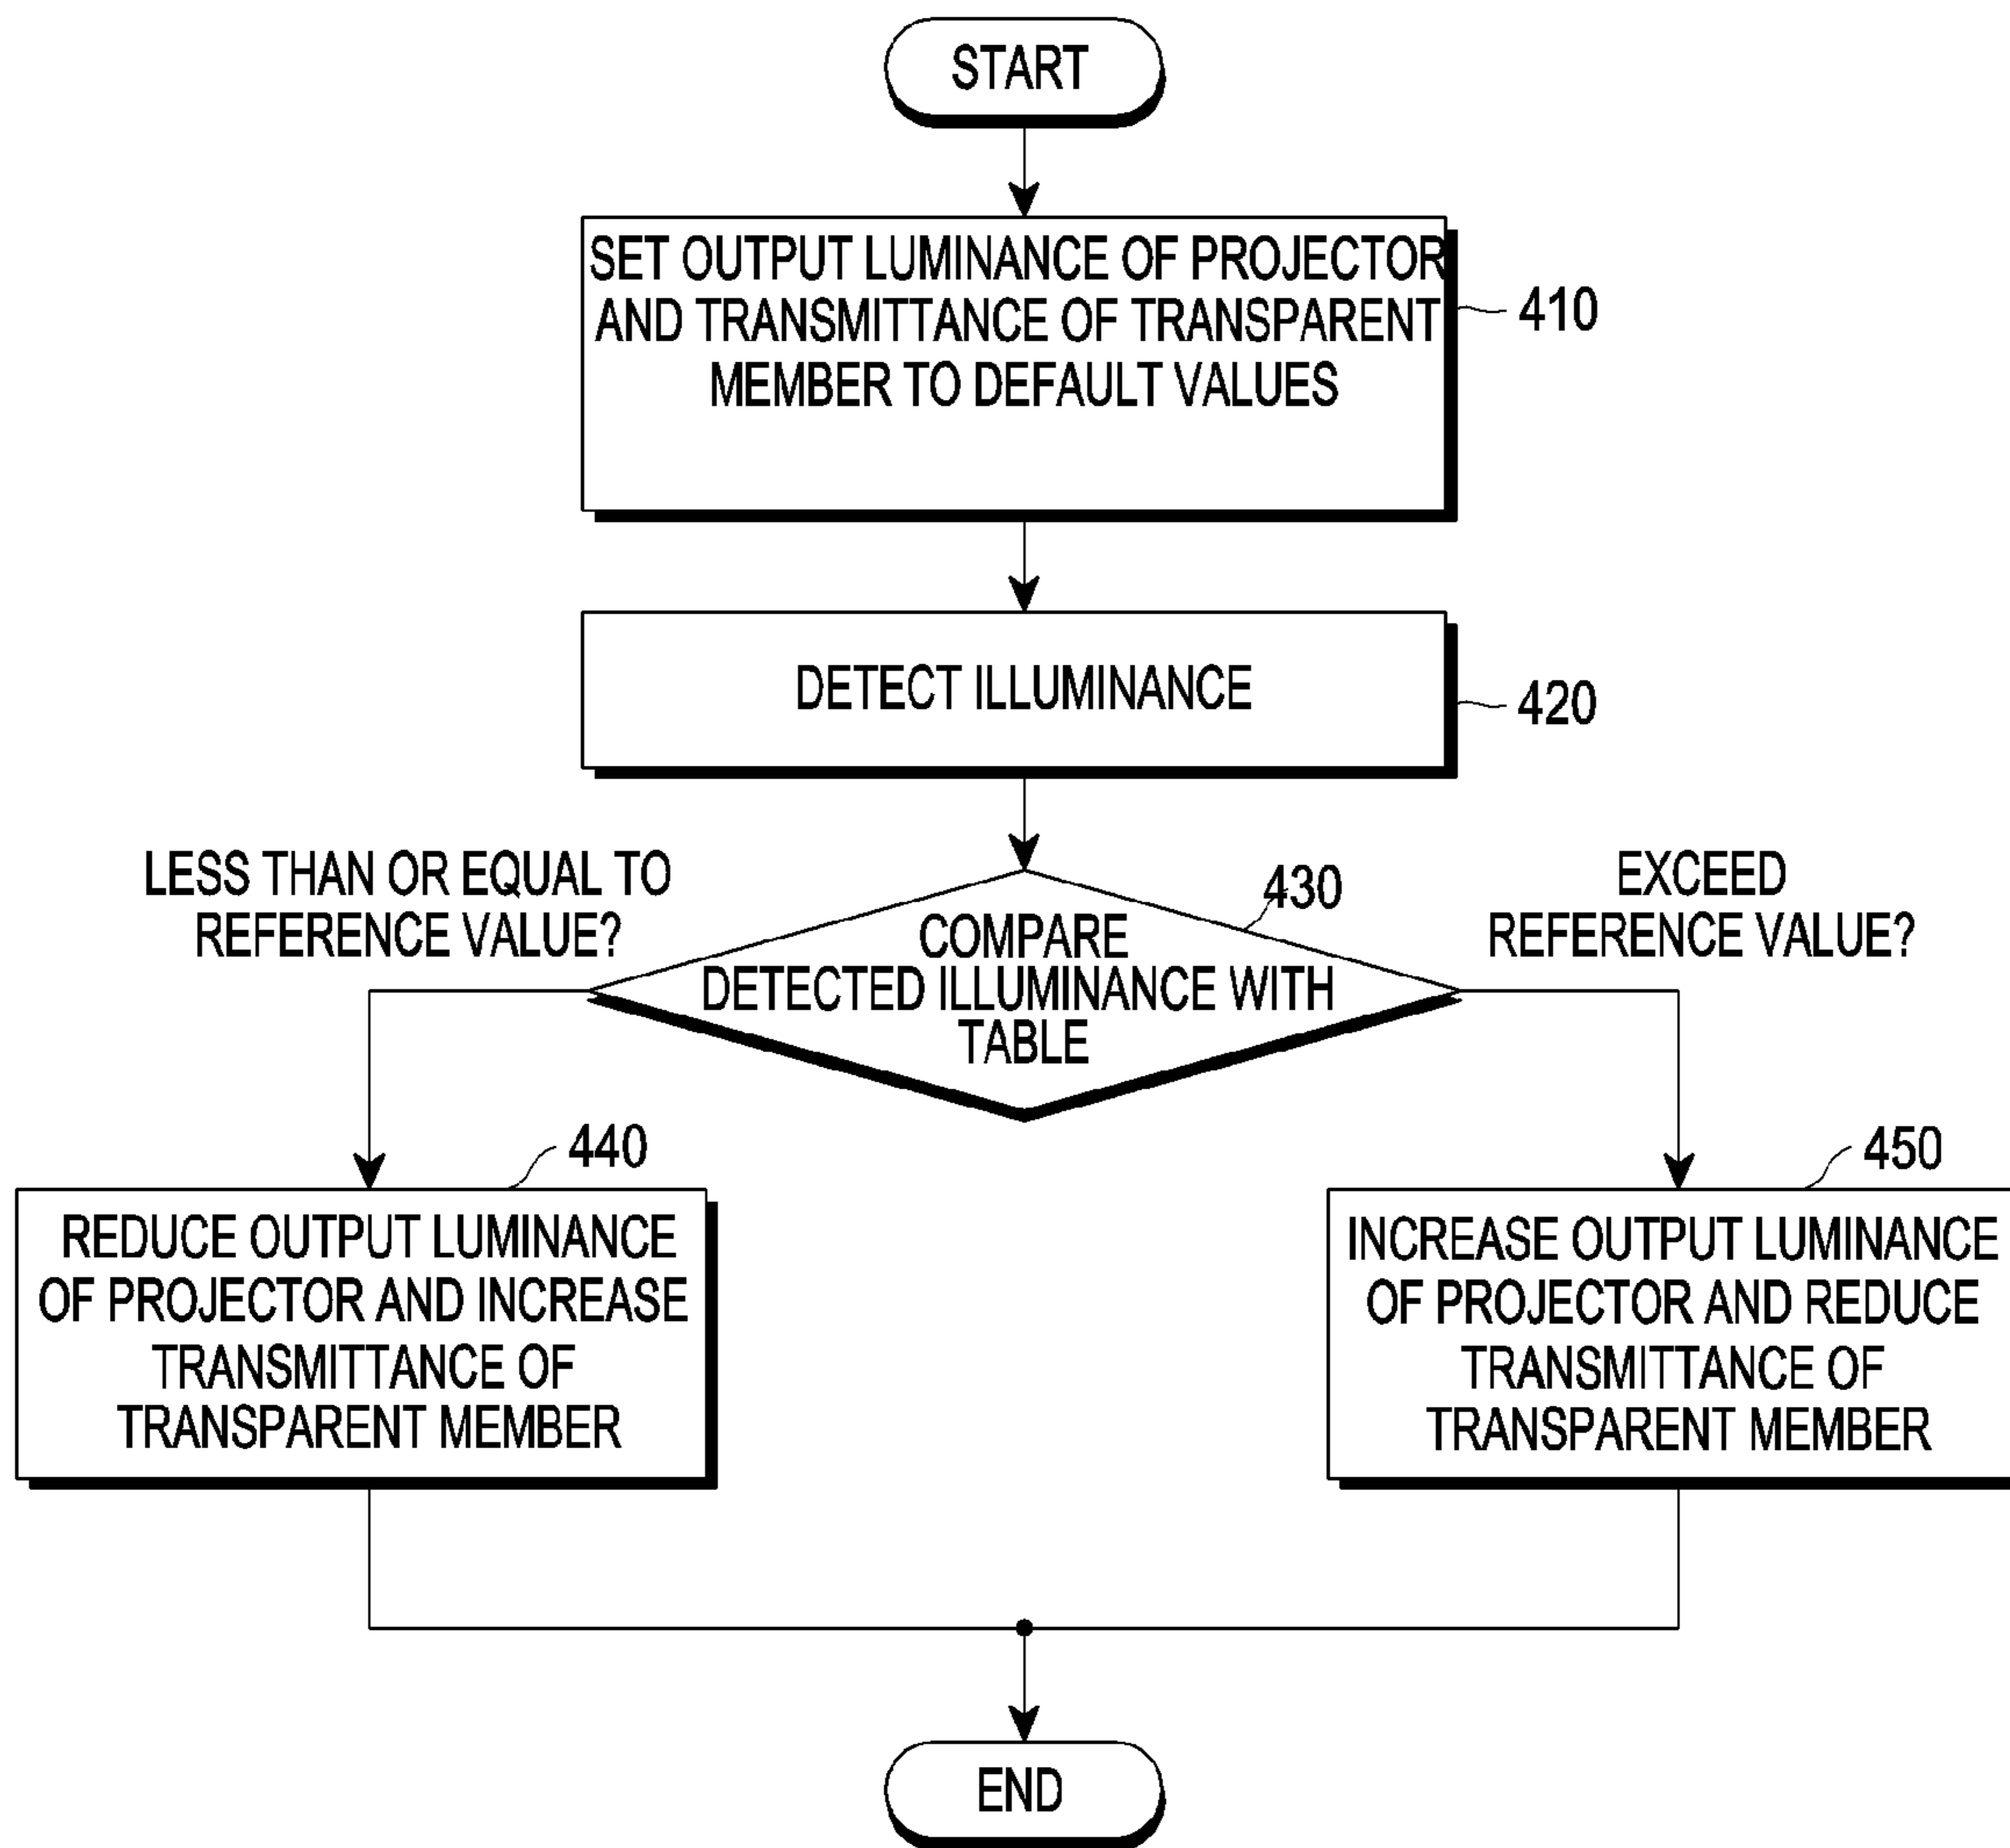 START
SET OUTPUT LUMINANCE OF PROJECTOR
AND TRANSMITTANCE OF TRANSPARENT
MEMBER TO DEFAULT VALUES
410
DETECT ILLUMINANCE
420
LESS THAN OR EQUAL TO
REFERENCE VALUE?
430
EXCEED
REFERENCE VALUE?
COMPARE
DETECTED ILLUMINANCE WITH
TABLE
440
REDUCE OUTPUT LUMINANCE
OF PROJECTOR AND INCREASE
TRANSMITTANCE OF
TRANSPARENT MEMBER
450
INCREASE OUTPUT LUMINANCE
OF PROJECTOR AND REDUCE
TRANSMITTANCE OF
TRANSPARENT MEMBER
END